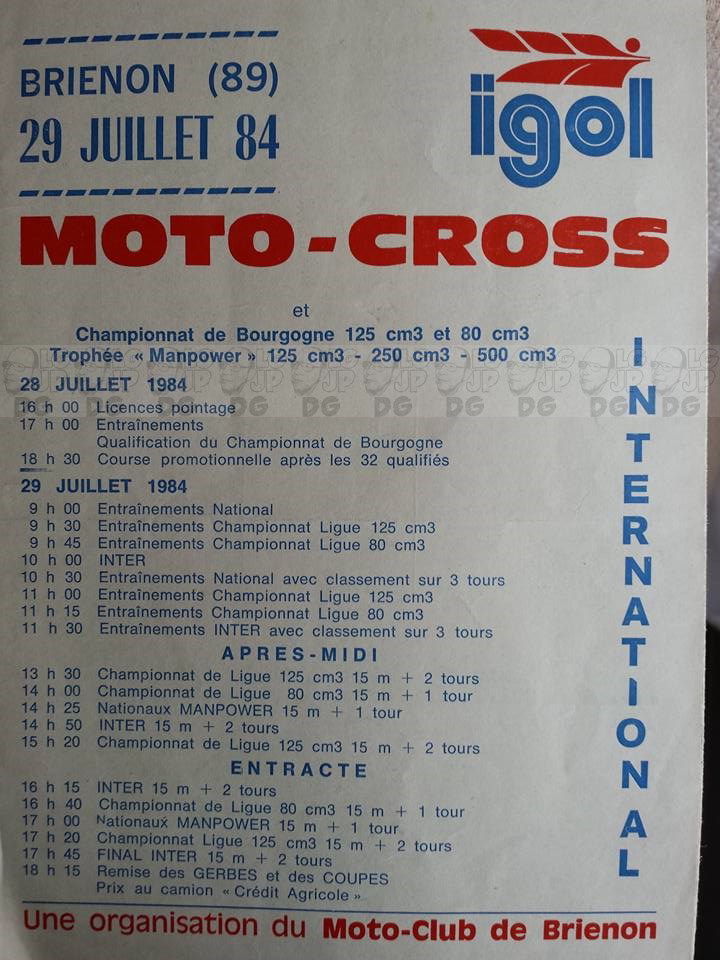 BRIENON (89)
29 JUILLET 84
igol
MOTO-CROSS
et
Championnat de Bourgogne 125 cm3 et 80 cm3
Trophée « Manpower » 125 cm3 - 250 cm3 - 500 cm3
INTERNATIONAL
28 JUILLET 1984
16 h 00 Licences pointage
17 h 00 Entraînements
Qualification du Championnat de Bourgogne
18 h 30 Course promotionnelle après les 32 qualifiés
29 JUILLET 1984
9 h 00 Entraînements National
9 h 30 Entraînements Championnat Ligue 125 cm3
9 h 45 Entraînements Championnat Ligue 80 cm3
10 h 00 INTER
10 h 30 Entraînements National avec classement sur 3 tours
11 h 00 Entraînements Championnat Ligue 125 cm3
11 h 15 Entraînements Championnat Ligue 80 cm3
11 h 30 Entraînements INTER avec classement sur 3 tours
APRES-MIDI
13 h 30 Championnat de Ligue 125 cm3 15 m + 2 tours
14 h 00 Championnat de Ligue 80 cm3 15 m + 1 tour
14 h 25 Nationaux MANPOWER 15 m + 1 tour
14 h 50 INTER 15 m + 2 tours
15 h 20 Championnat de Ligue 125 cm3 15 m + 2 tours
ENTRACTE
16 h 15 INTER 15 m + 2 tours
16 h 40 Championnat de Ligue 80 cm3 15 m + 1 tour
17 h 00 Nationaux MANPOWER 15 m + 1 tour
17 h 20 Championnat Ligue 125 cm3 15 m + 2 tours
17 h 45 FINAL INTER 15 m + 2 tours
18 h 15 Remise des GERBES et des COUPES
Prix au camion « Crédit Agricole »
Une organisation du Moto-Club de Brienon